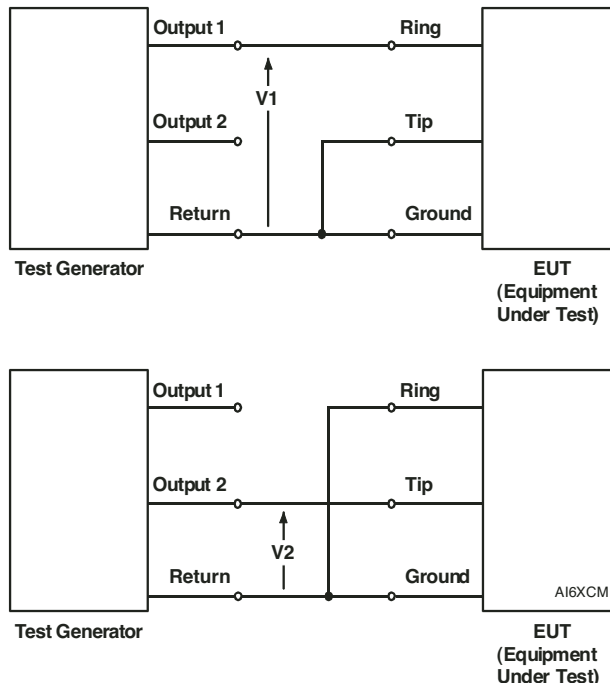 Output 1
Ring
V1
Output 2
Tip
Return
Ground
Test Generator
EUT
(Equipment
Under Test)
Output 1
Ring
Output 2
Tip
V2
Return
Ground
AI6XCM
Test Generator
EUT
(Equipment
Under Test)